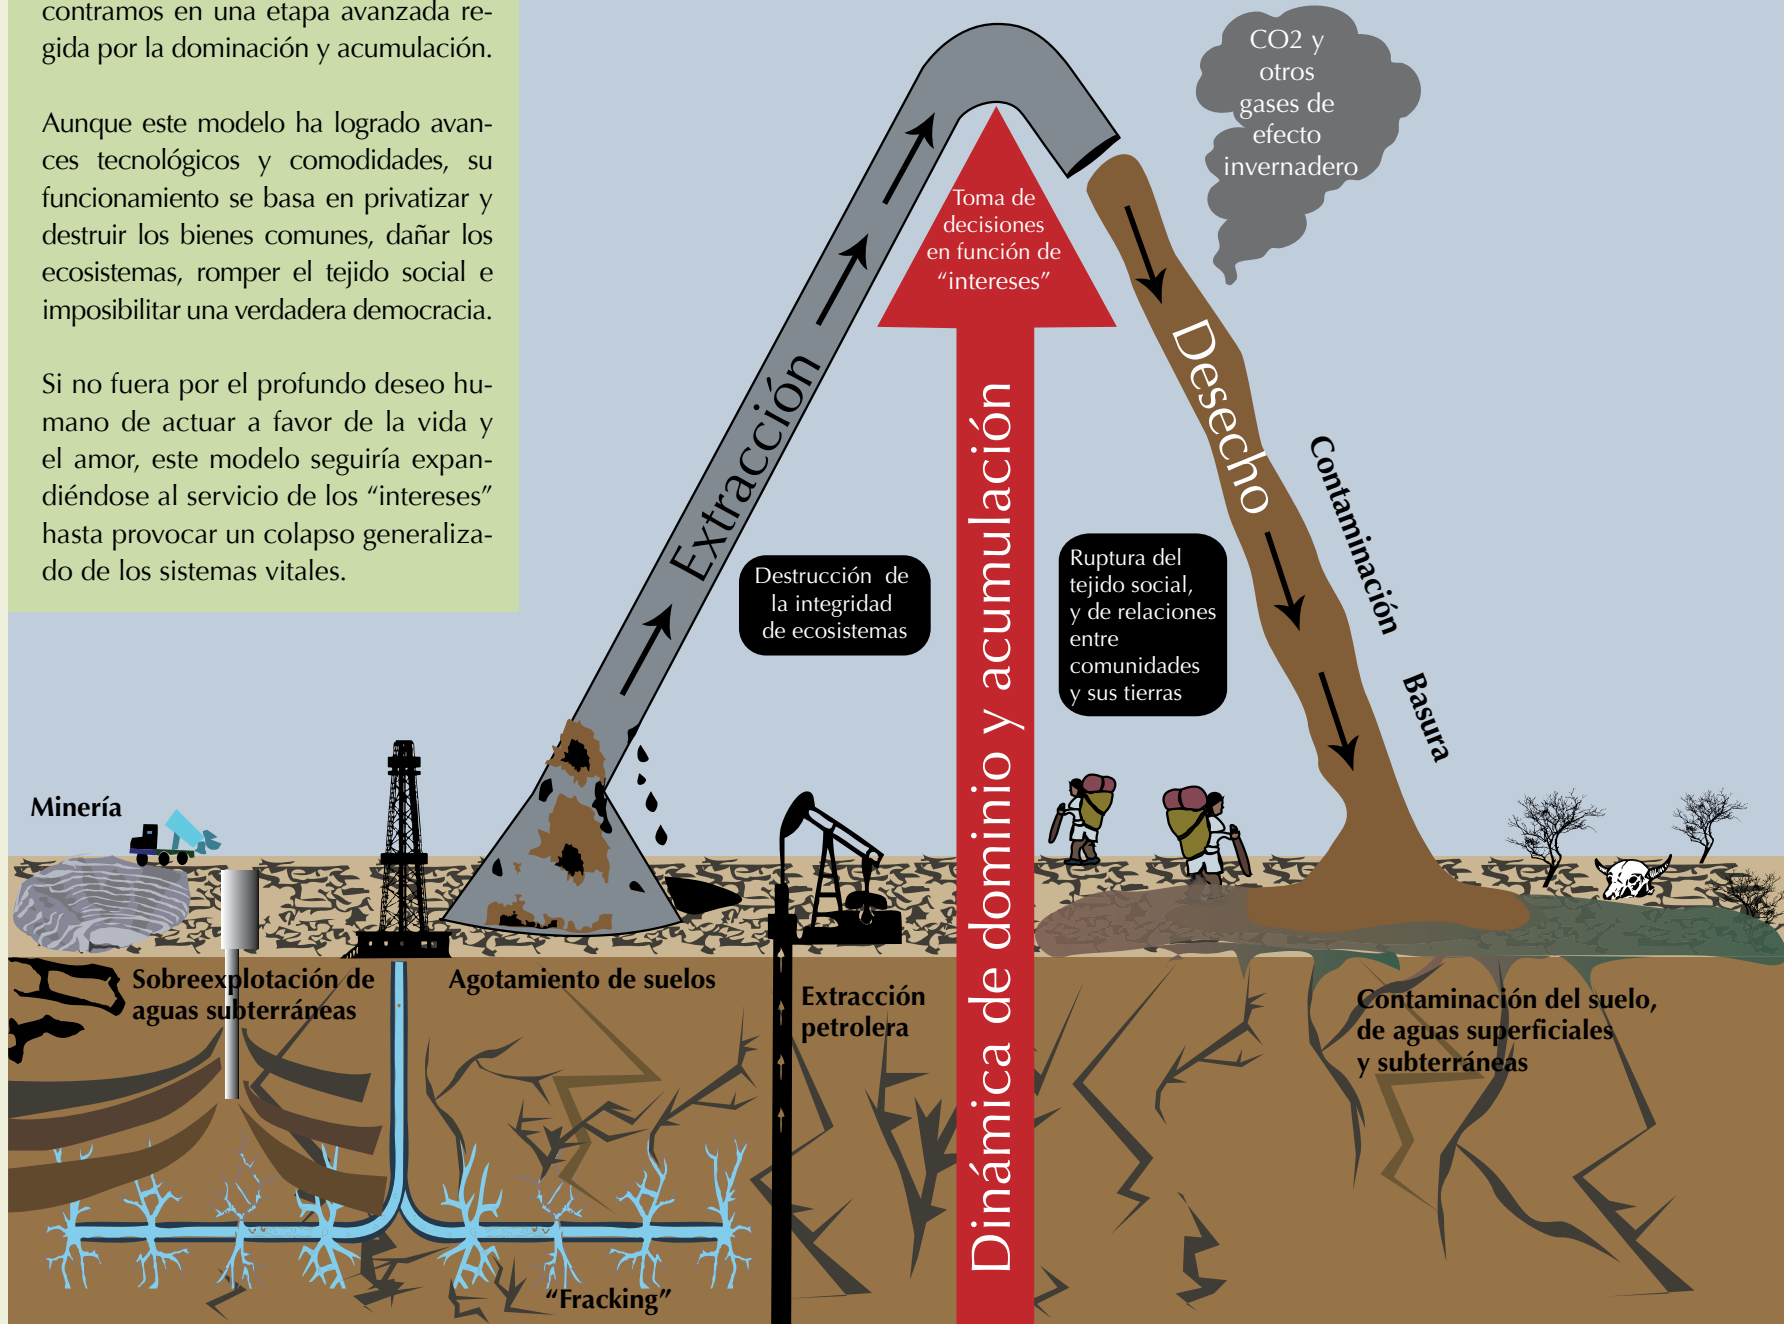 contramos en una etapa avanzada re-
gida por la dominación y acumulación.
Aunque este modelo ha logrado avan-
ces tecnológicos y comodidades, su
funcionamiento se basa en privatizar y
destruir los bienes comunes, dañar los
ecosistemas, romper el tejido social e
imposibilitar una verdadera democracia.
Si no fuera por el profundo deseo hu-
mano de actuar a favor de la vida y
el amor, este modelo seguiría expan-
diéndose al servicio de los “intereses”
hasta provocar un colapso generaliza-
do de los sistemas vitales.
CO2 y
otros
gases de
efecto
invernadero
Toma de
decisiones
en función de
“intereses”
Extracción
Dinámica de dominio y acumulación
Desecho
Contaminación
Basura
Destrucción de
la integridad
de ecosistemas
Ruptura del
tejido social,
y de relaciones
entre
comunidades
y sus tierras
Minería
Sobreexplotación de
aguas subterráneas
Agotamiento de suelos
Extracción
petrolera
Contaminación del suelo,
de aguas superficiales
y subterráneas
“Fracking”